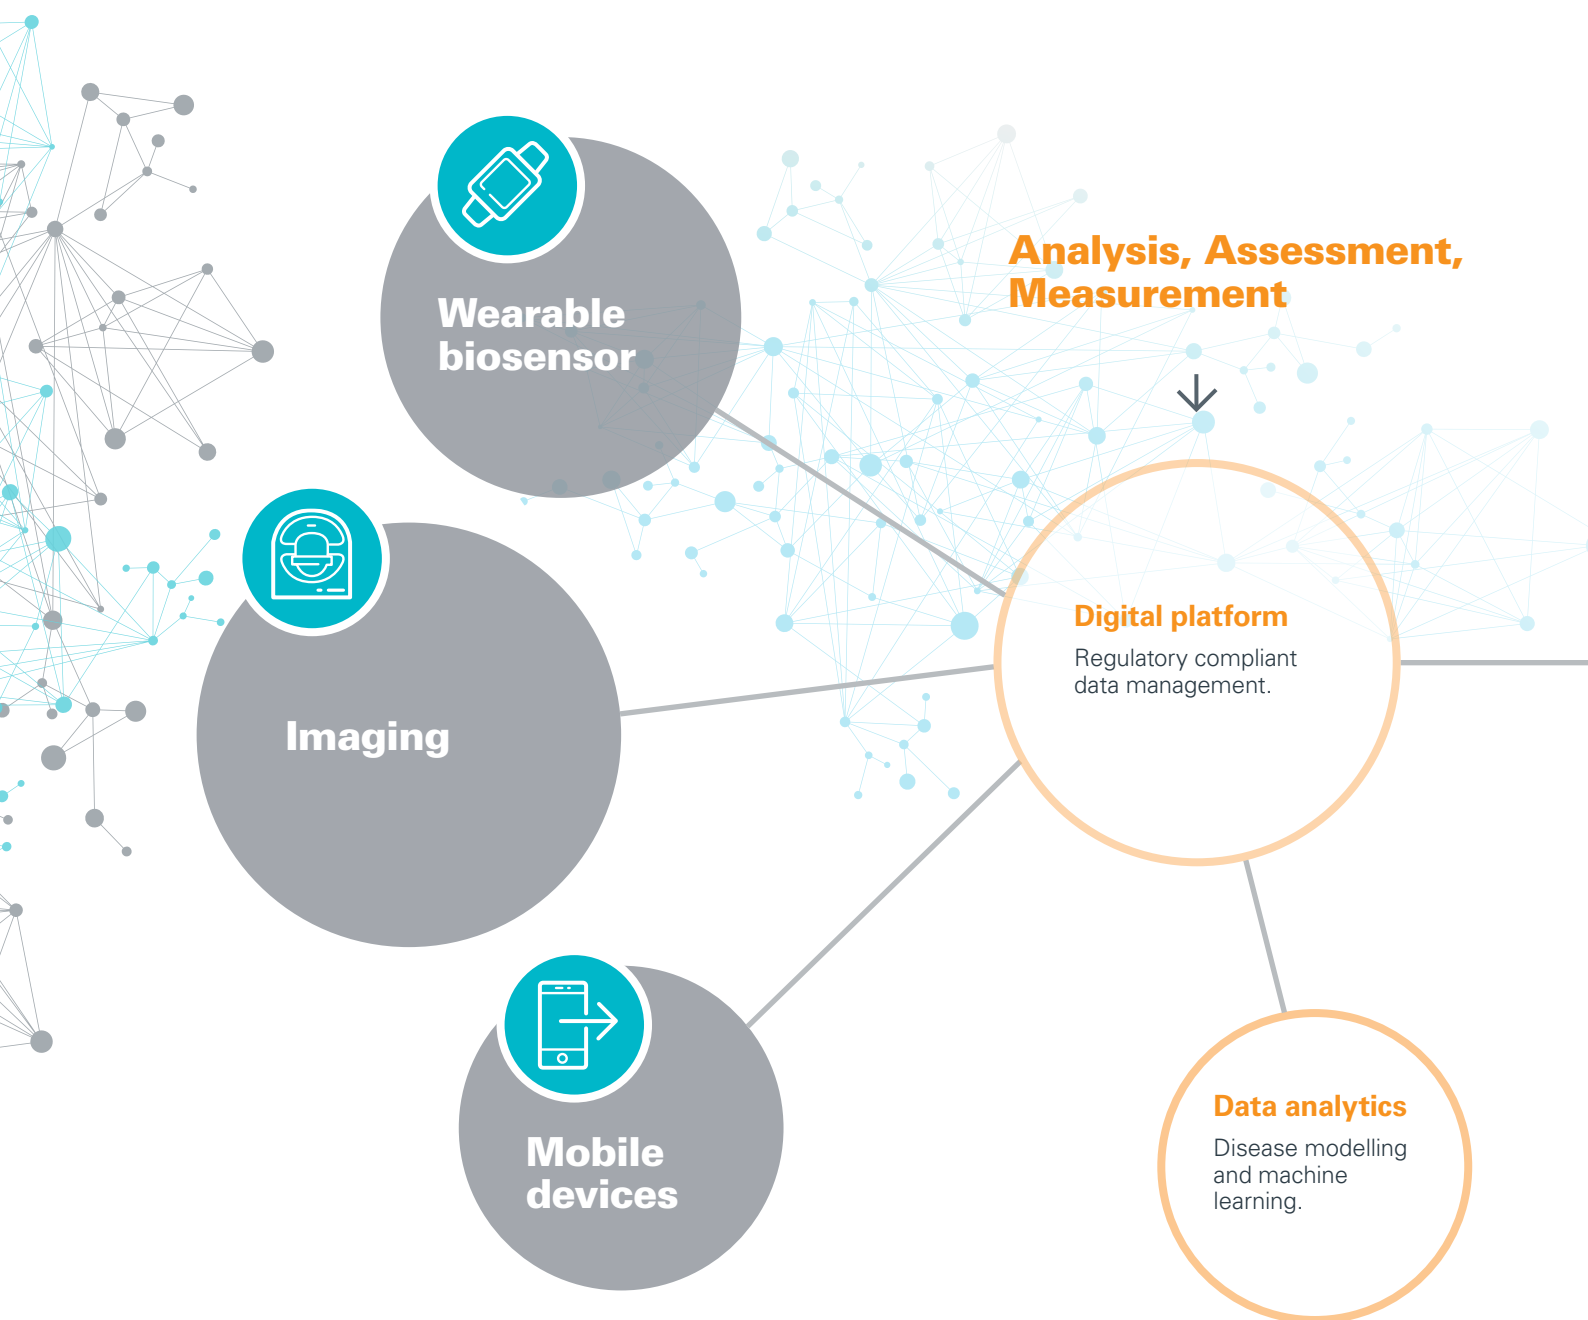 Wearable
biosensor
Imaging
Mobile
devices
Analysis, Assessment,
Measurement
Digital platform
Regulatory compliant
data management.
Data analytics
Disease modelling
and machine
learning.